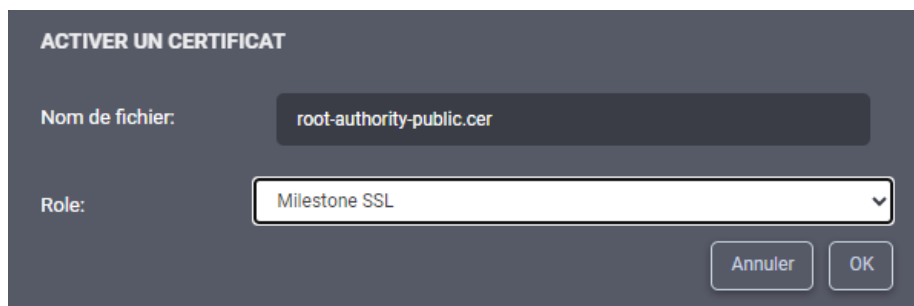 ACTIVER UN CERTIFICAT
Nom de fichier: root-authority-public.cer
Role: Milestone SSL
Annuler OK